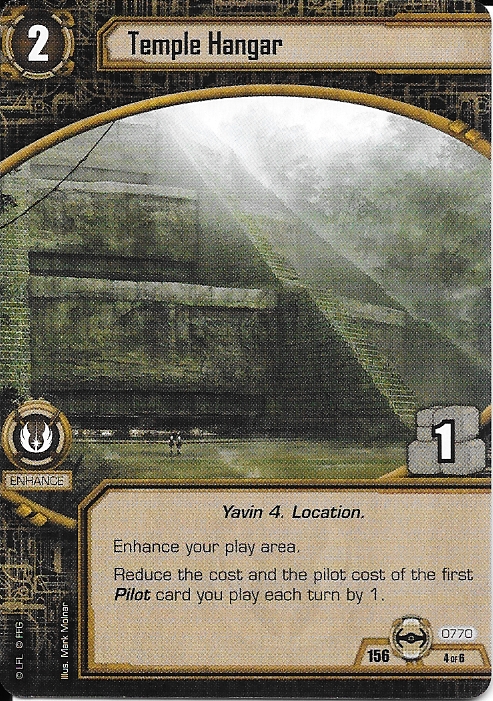 2
Temple Hangar
ENHANCE
1
Yavin 4. Location.
Enhance your play area.
Reduce the cost and the pilot cost of the first
Pilot card you play each turn by 1.
© LFL © FFG
Illus. Mark Molnar
156
0770
4 OF 6